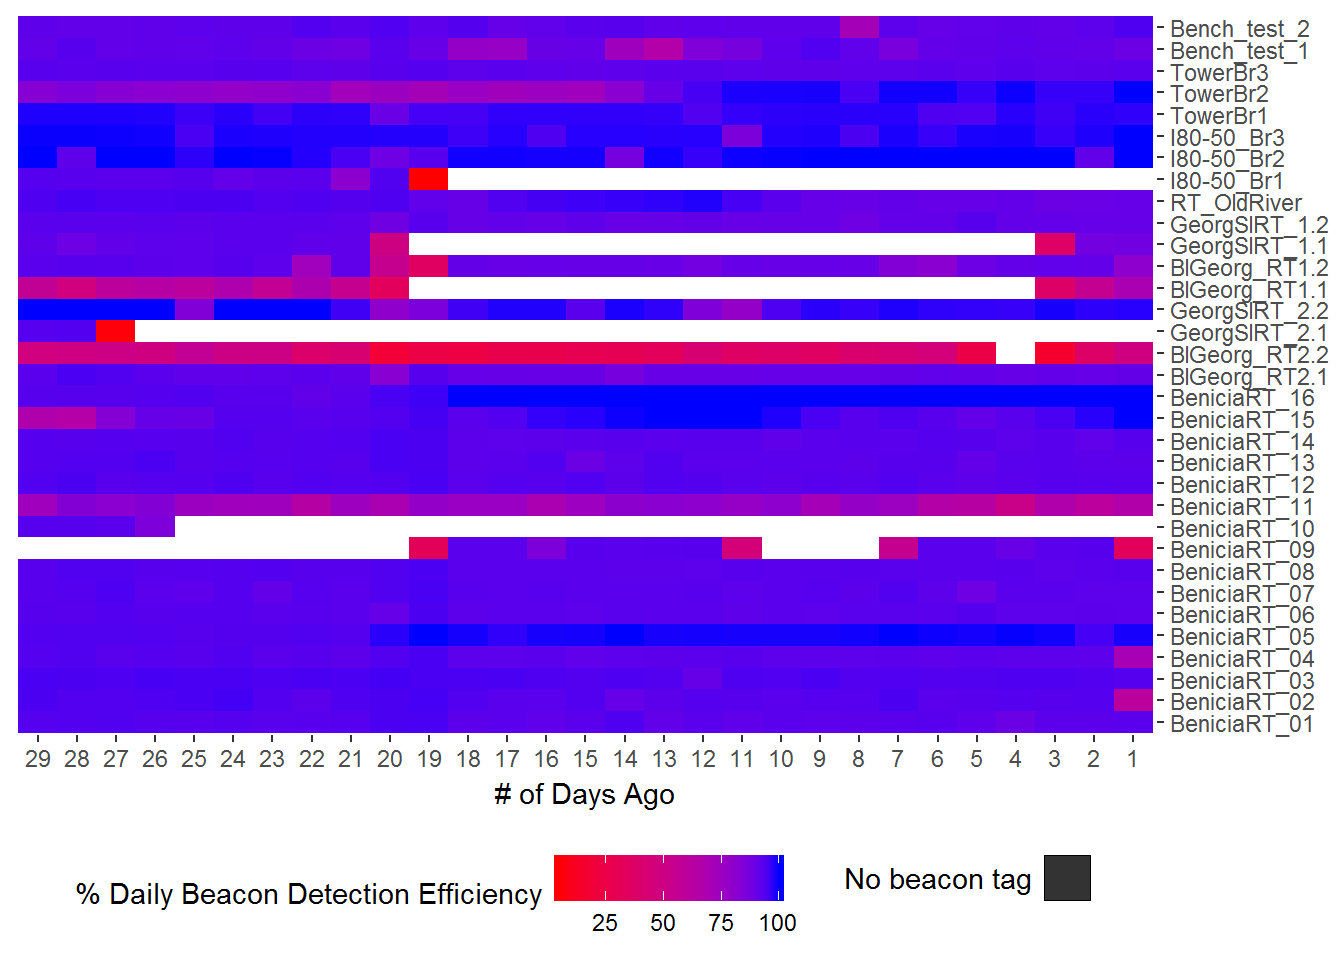 Bench_test_2
Bench_test_1
TowerBr3
TowerBr2
TowerBr1
I80-50_Br3
I80-50_Br2
I80-50_Br1
RT_OldRiver
GeorgSlRT_1.2
GeorgSlRT_1.1
BlGeorg_RT1.2
BlGeorg_RT1.1
GeorgSlRT_2.2
GeorgSlRT_2.1
BlGeorg_RT2.2
BlGeorg_RT2.1
BeniciaRT_16
BeniciaRT_15
BeniciaRT_14
BeniciaRT_13
BeniciaRT_12
BeniciaRT_11
BeniciaRT_10
BeniciaRT_09
BeniciaRT_08
BeniciaRT_07
BeniciaRT_06
BeniciaRT_05
BeniciaRT_04
BeniciaRT_03
BeniciaRT_02
BeniciaRT_01
29 28 27 26 25 24 23 22 21 20 19 18 17 16 15 14 13 12 11 10 9 8 7 6 5 4 3 2 1
# of Days Ago
% Daily Beacon Detection Efficiency
25 50 75 100
No beacon tag